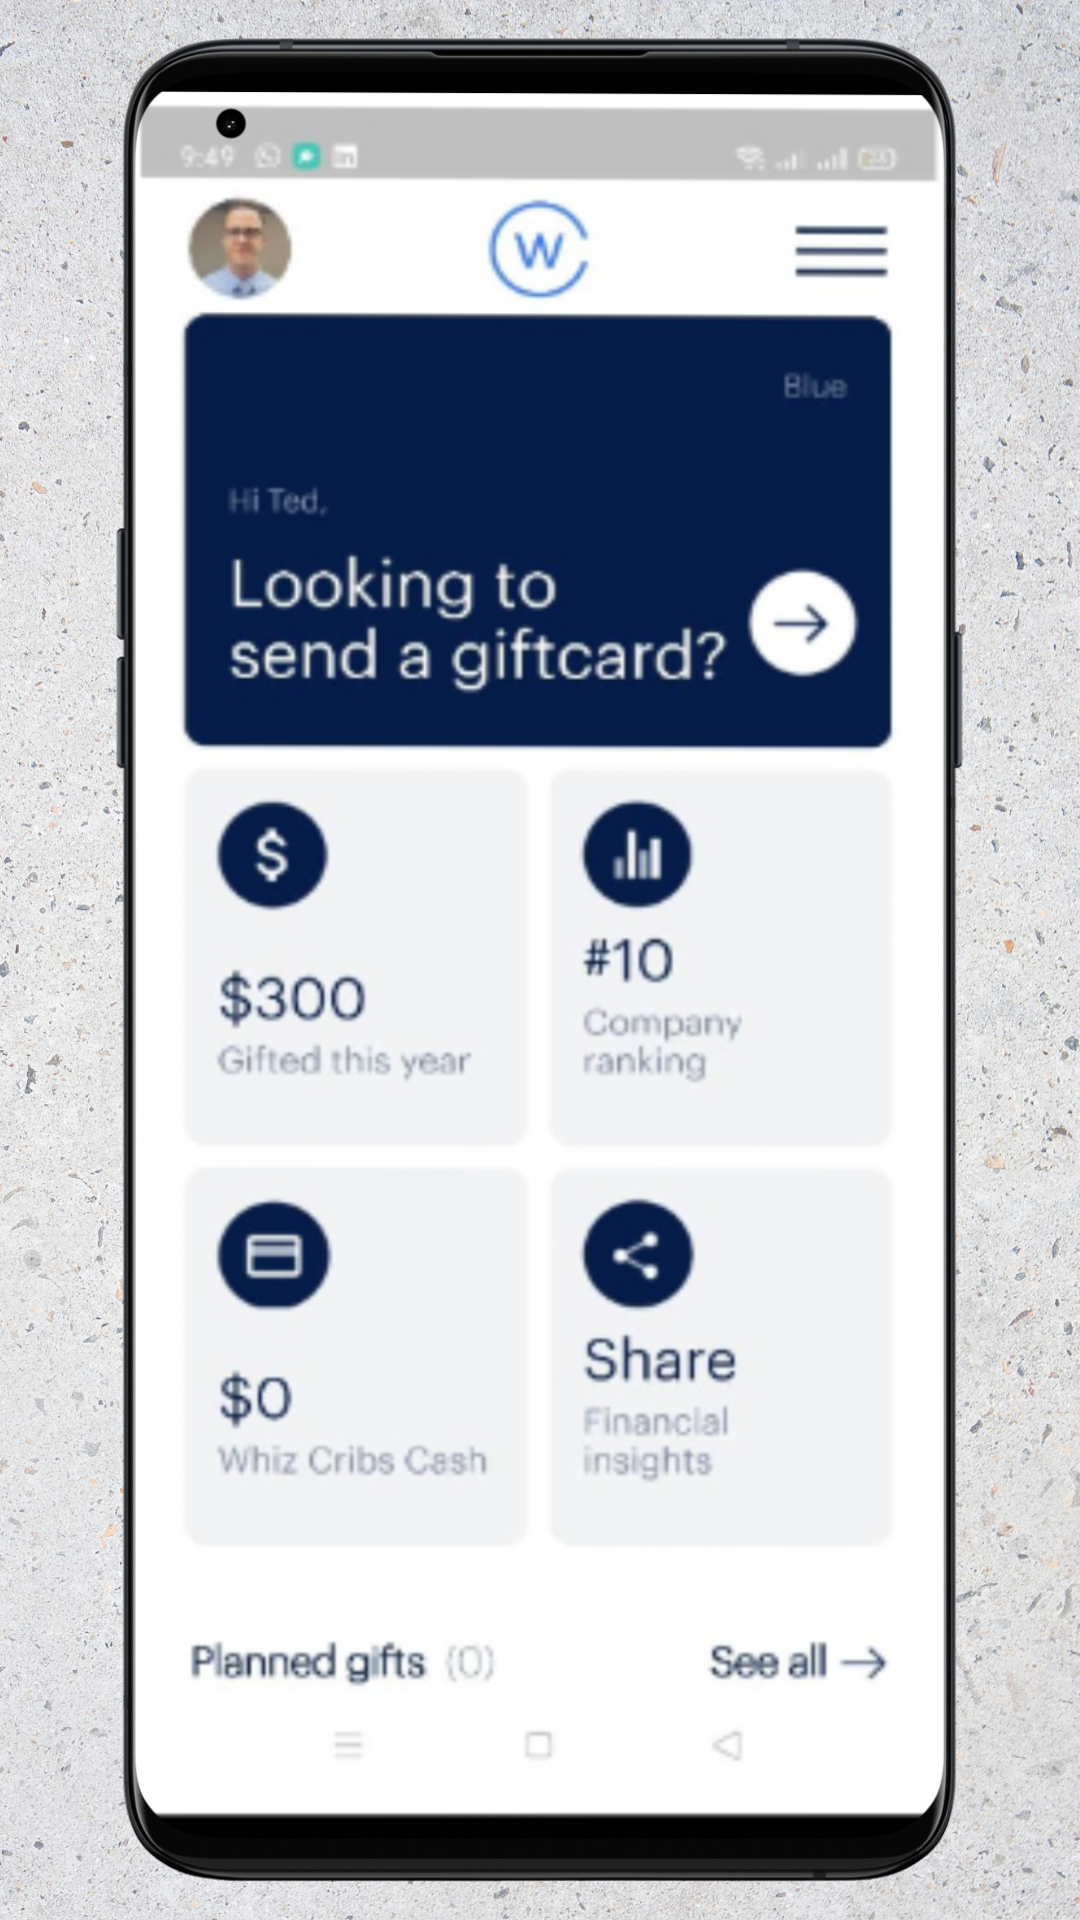 9:49
W
Blue
Hi Ted,
Looking to
send a giftcard?
$
$300
Gifted this year
#10
Company
ranking
$0
Whiz Cribs Cash
Share
Financial
insights
Planned gifts (0)
See all →